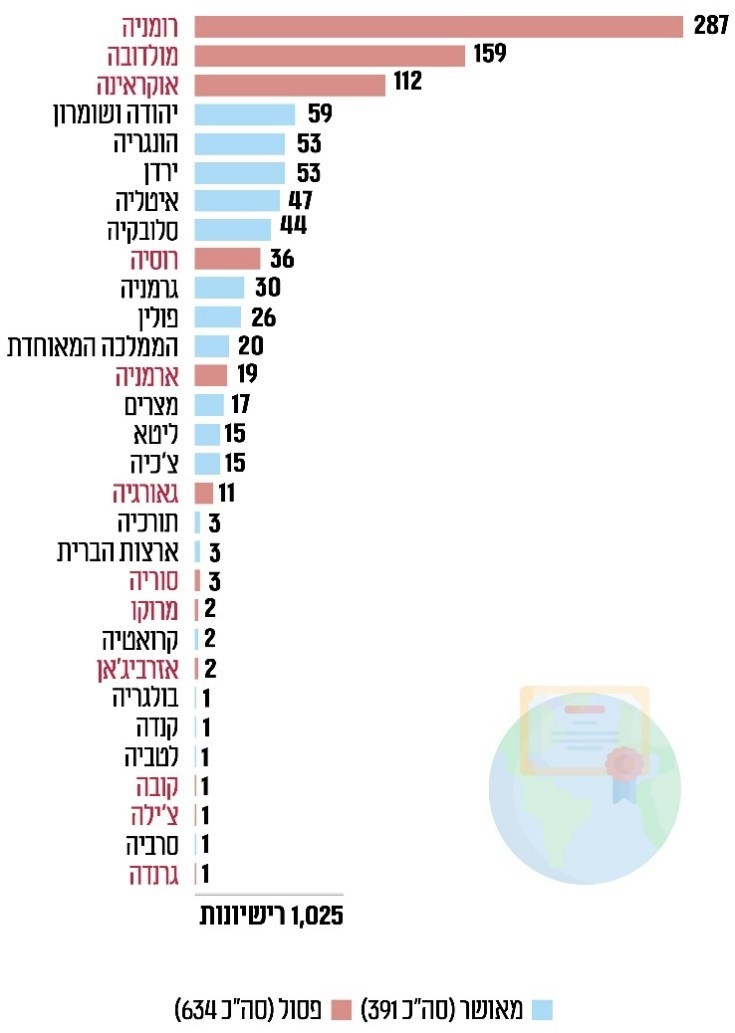 רומניה 287
מולדובה 159
אוקראינה 112
יהודה ושומרון 59
הונגריה 53
ירדן 53
איטליה 47
סלובקיה 44
רוסיה 36
גרמניה 30
פולין 26
הממלכה המאוחדת 20
ארמניה 19
מצרים 17
ליטא 15
צ'כיה 15
גאורגיה 11
תורכיה 3
ארצות הברית 3
סוריה 3
מרוקו 2
קרואטיה 2
אזרביג'אן 2
בולגריה 1
קנדה 1
לטביה 1
קובה 1
צ'ילה 1
סרביה 1
גרנדה 1
1,025 רישיונות
מאושר (סה"כ 391) פסול (סה"כ 634)